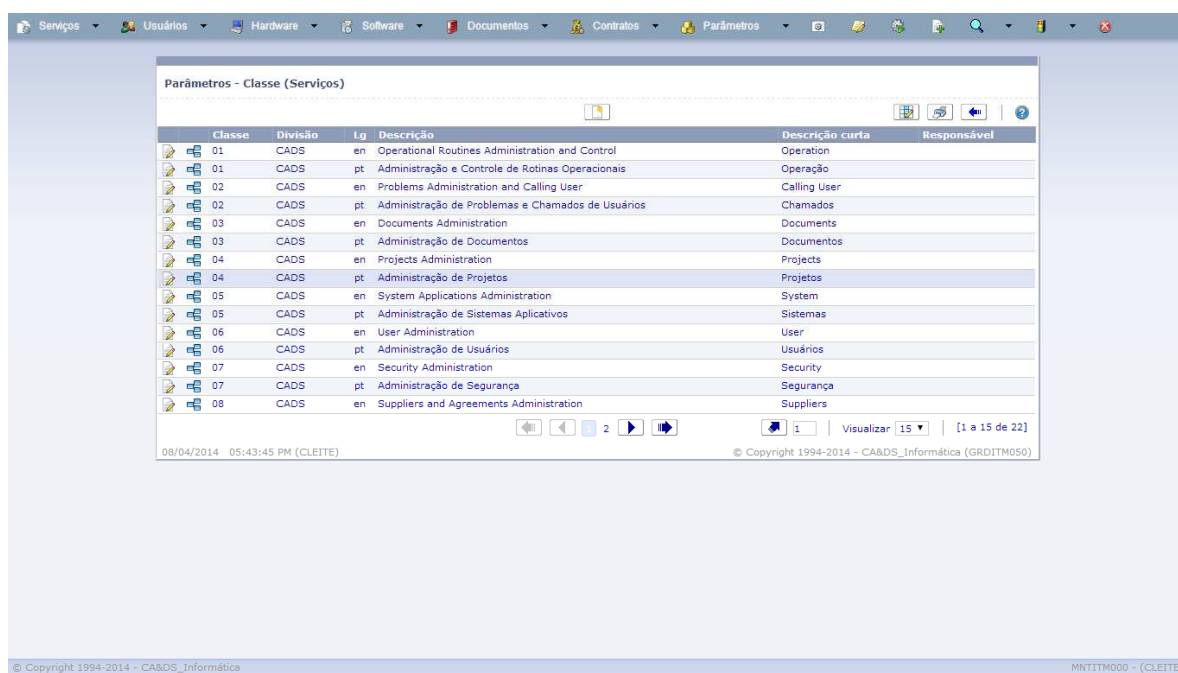 Serviços Usuários Hardware Software Documentos Contratos Parâmetros
Parâmetros - Classe (Serviços)
Classe Divisão Lg Descrição Descrição curta Responsável
01 CADS en Operational Routines Administration and Control Operation
01 CADS pt Administração e Controle de Rotinas Operacionais Operação
02 CADS en Problems Administration and Calling User Calling User
02 CADS pt Administração de Problemas e Chamados de Usuários Chamados
03 CADS en Documents Administration Documents
03 CADS pt Administração de Documentos Documentos
04 CADS en Projects Administration Projects
04 CADS pt Administração de Projetos Projetos
05 CADS en System Applications Administration System
05 CADS pt Administração de Sistemas Aplicativos Sistemas
06 CADS en User Administration User
06 CADS pt Administração de Usuários Usuários
07 CADS en Security Administration Security
07 CADS pt Administração de Segurança Segurança
08 CADS en Suppliers and Agreements Administration Suppliers
1 2 1 Visualizar 15 [1 a 15 de 22]
08/04/2014 05:43:45 PM (CLEITE) © Copyright 1994-2014 - CA&DS_Informática (GRDITM050)
© Copyright 1994-2014 - CA&DS_Informática MNTITM000 - (CLEITE